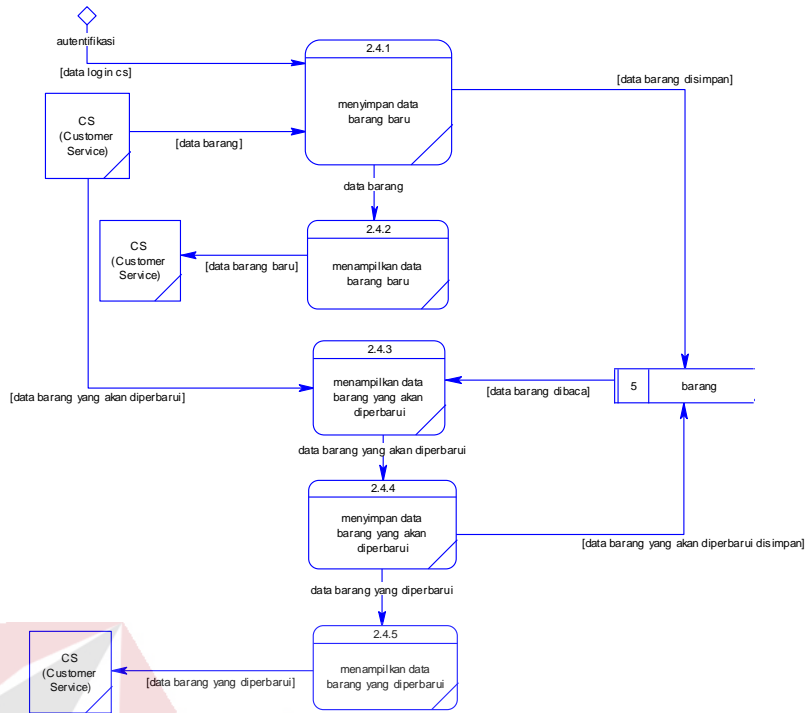 autentifikasi
[data login cs]
2.4.1
menyimpan data
barang baru
[data barang disimpan]
CS
(Customer
Service)
[data barang]
data barang
2.4.2
menampilkan data
barang baru
CS
(Customer
Service)
[data barang baru]
2.4.3
menampilkan data
barang yang akan
diperbarui
[data barang yang akan diperbarui]
[data barang dibaca]
5
barang
data barang yang akan diperbarui
2.4.4
menyimpan data
barang yang akan
diperbarui
[data barang yang akan diperbarui disimpan]
data barang yang diperbarui
2.4.5
menampilkan data
barang yang diperbarui
CS
(Customer
Service)
[data barang yang diperbarui]